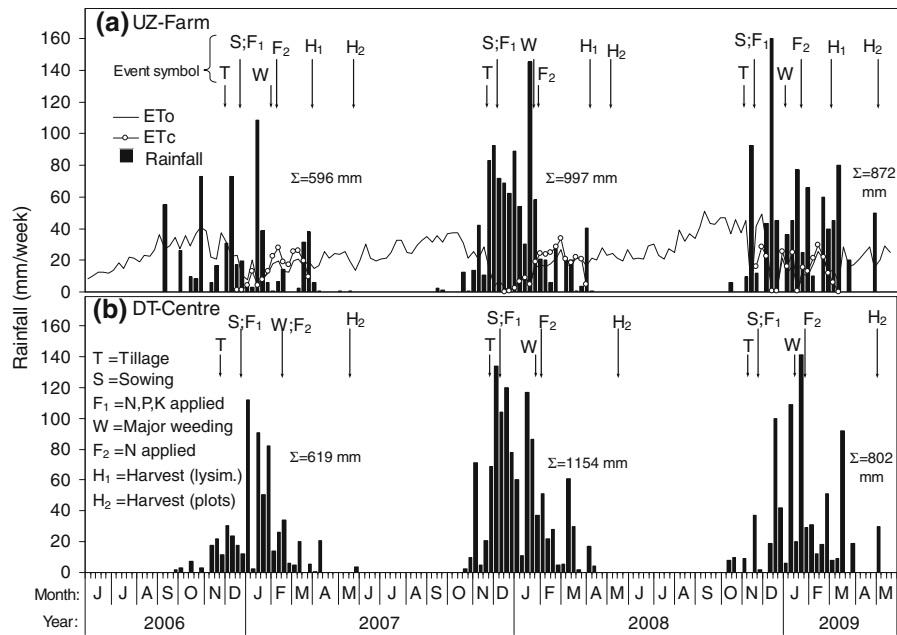 (a) UZ-Farm
160
140
120
100
80
60
40
20
0
Event symbol
T
S;F1
W
F2
H1
H2
S;F1 W
T
F2
H1
H2
S;F1
T
W
F2
H1
H2
ETo
ETc
Rainfall
Σ=596 mm
Σ=997 mm
Σ=872 mm
Rainfall (mm/week)
(b) DT-Centre
160
140
120
100
80
60
40
20
0
S;F1
W;F2
H2
T
S;F1
F2
H2
T
W
S;F1
F2
H2
T
W
T =Tillage
S =Sowing
F1 =N,P,K applied
W =Major weeding
F2 =N applied
H1 =Harvest (lysim.)
H2 =Harvest (plots)
Σ=619 mm
Σ=1154 mm
Σ=802 mm
Month: J J A S O N D J F M A M J J A S O N D J F M A M J J A S O N D J F M A M
Year: 2006 2007 2008 2009